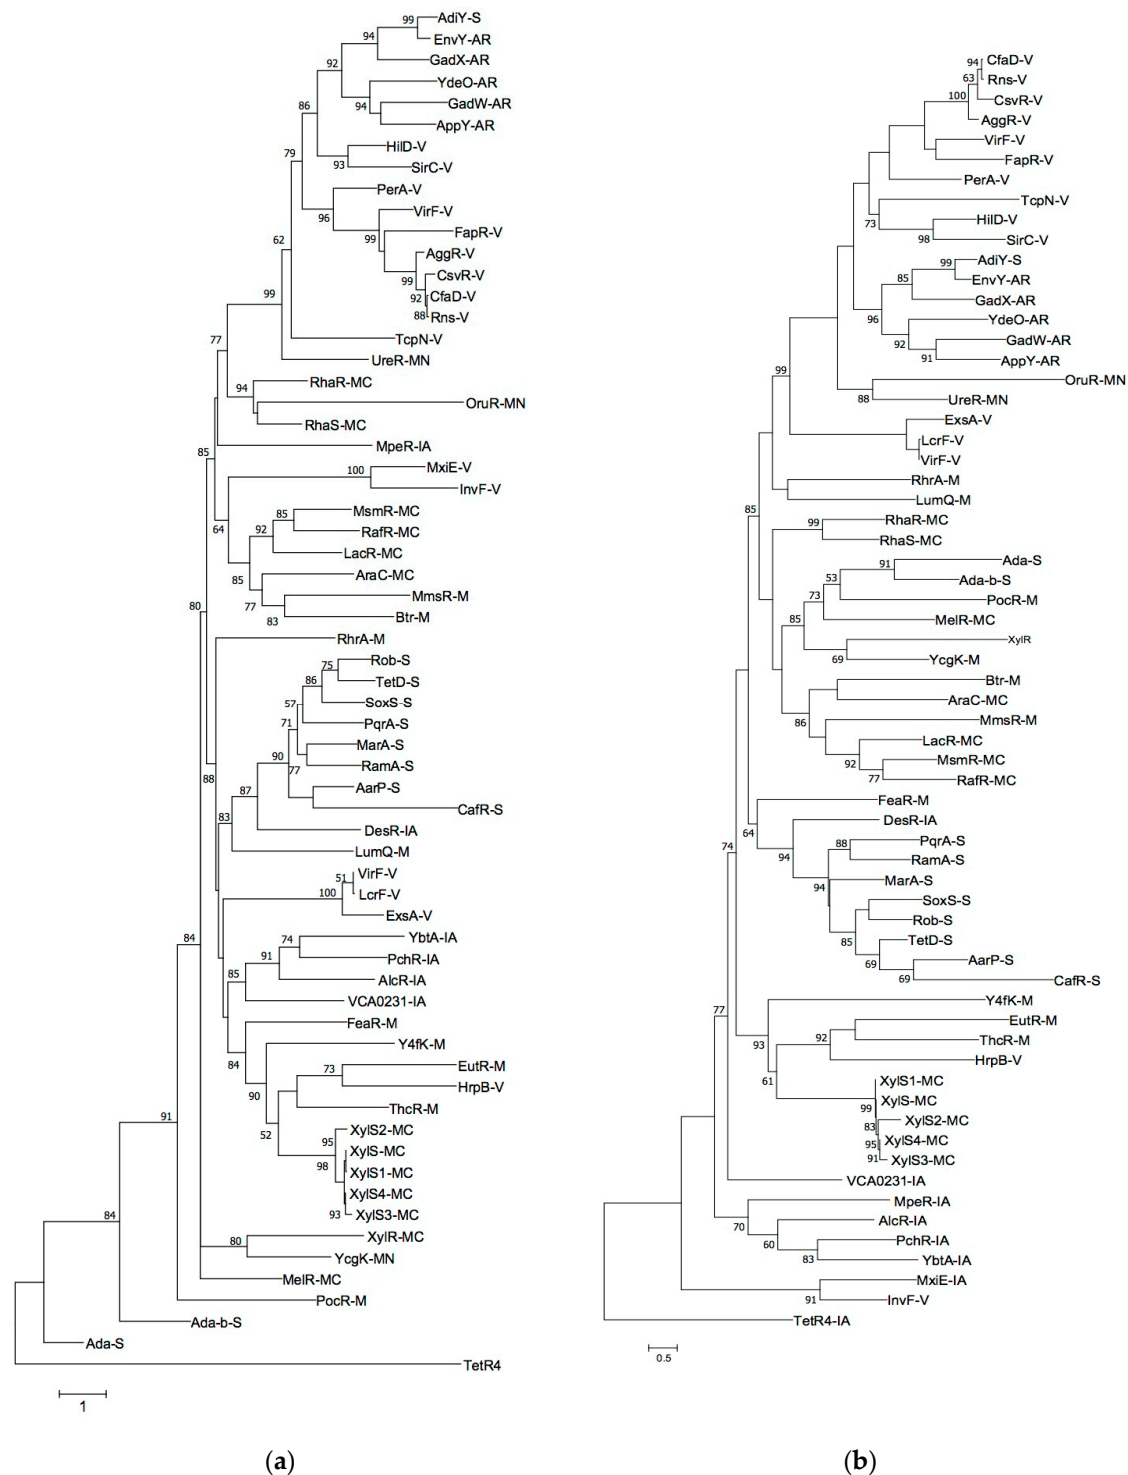 99
AdiY-S
EnvY-AR
94
GadX-AR
92
YdeO-AR
GadW-AR
94
AppY-AR
86
HilD-V
93
SirC-V
79
PerA-V
96
VirF-V
99
FapR-V
AggR-V
99
CsvR-V
92
CfaD-V
88
Rns-V
62
TcpN-V
99
UreR-MN
77
RhaR-MC
94
OruR-MN
RhaS-MC
MpeR-IA
85
MxiE-V
100
InvF-V
64
85
MsmR-MC
92
RafR-MC
LacR-MC
85
AraC-MC
77
MmsR-M
83
Btr-M
80
RhrA-M
75
Rob-S
86
TetD-S
57
SoxS-S
71
PqrA-S
MarA-S
90
77
RamA-S
88
AarP-S
87
CafR-S
83
DesR-IA
LumQ-M
51
VirF-V
100
LcrF-V
ExsA-V
84
74
YbtA-IA
91
PchR-IA
85
AlcR-IA
VCA0231-IA
FeaR-M
84
Y4fK-M
73
EutR-M
90
HrpB-V
ThcR-M
91
52
95
XylS2-MC
98
XylS-MC
XylS1-MC
XylS4-MC
93
XylS3-MC
84
80
XylR-MC
YcgK-MN
MelR-MC
PocR-M
Ada-b-S
Ada-S
TetR4
1
(a)
94
CfaD-V
63
Rns-V
100
CsvR-V
AggR-V
VirF-V
FapR-V
PerA-V
TcpN-V
73
HilD-V
98
SirC-V
99
AdiY-S
85
EnvY-AR
GadX-AR
96
YdeO-AR
92
GadW-AR
91
AppY-AR
99
OruR-MN
88
UreR-MN
ExsA-V
LcrF-V
VirF-V
RhrA-M
LumQ-M
85
RhaR-MC
99
RhaS-MC
91
Ada-S
53
Ada-b-S
73
PocR-M
85
MelR-MC
XylR
69
YcgK-M
Btr-M
AraC-MC
86
MmsR-M
LacR-MC
92
MsmR-MC
77
RafR-MC
FeaR-M
64
DesR-IA
74
94
88
PqrA-S
RamA-S
94
MarA-S
SoxS-S
Rob-S
85
TetD-S
69
AarP-S
69
CafR-S
77
Y4fK-M
93
92
EutR-M
ThcR-M
61
HrpB-V
XylS1-MC
99
XylS-MC
83
XylS2-MC
95
XylS4-MC
91
XylS3-MC
VCA0231-IA
MpeR-IA
70
AlcR-IA
60
PchR-IA
83
YbtA-IA
MxiE-IA
91
InvF-V
TetR4-IA
0.5
(b)